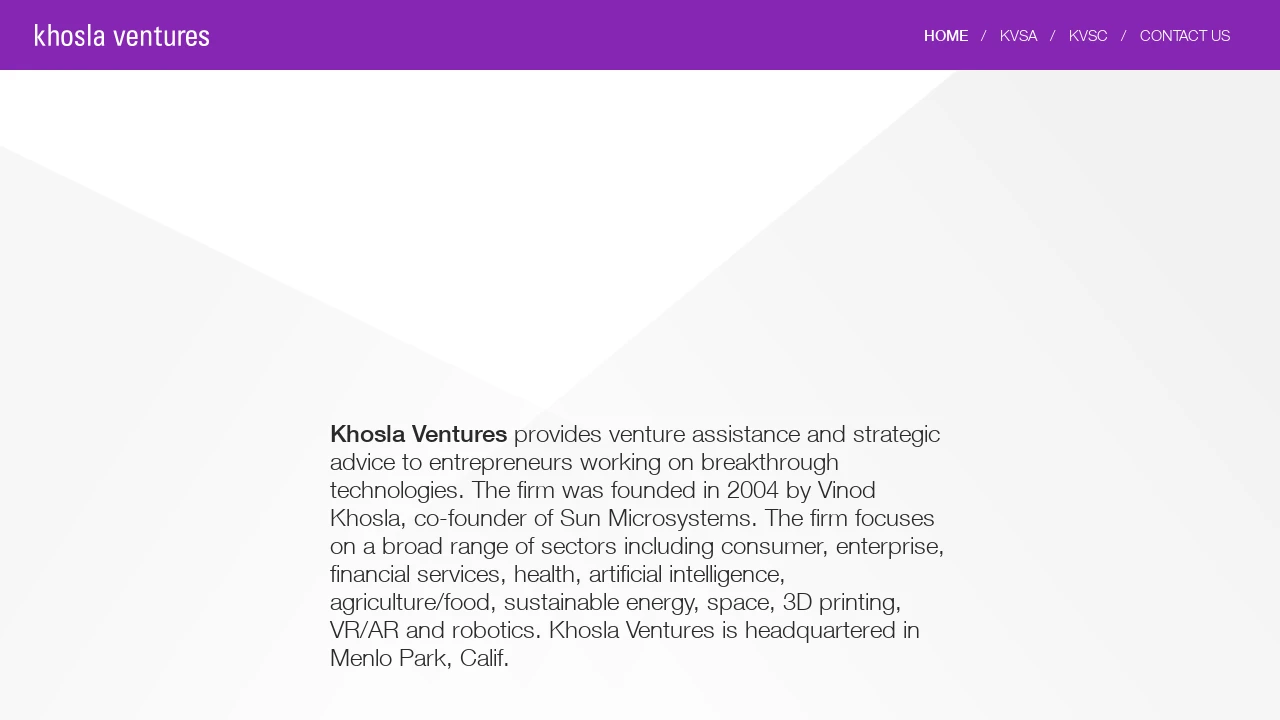 khosla ventures
HOME / KVSA / KVSC / CONTACT US
Khosla Ventures provides venture assistance and strategic
advice to entrepreneurs working on breakthrough
technologies. The firm was founded in 2004 by Vinod
Khosla, co-founder of Sun Microsystems. The firm focuses
on a broad range of sectors including consumer, enterprise,
financial services, health, artificial intelligence,
agriculture/food, sustainable energy, space, 3D printing,
VR/AR and robotics. Khosla Ventures is headquartered in
Menlo Park, Calif.